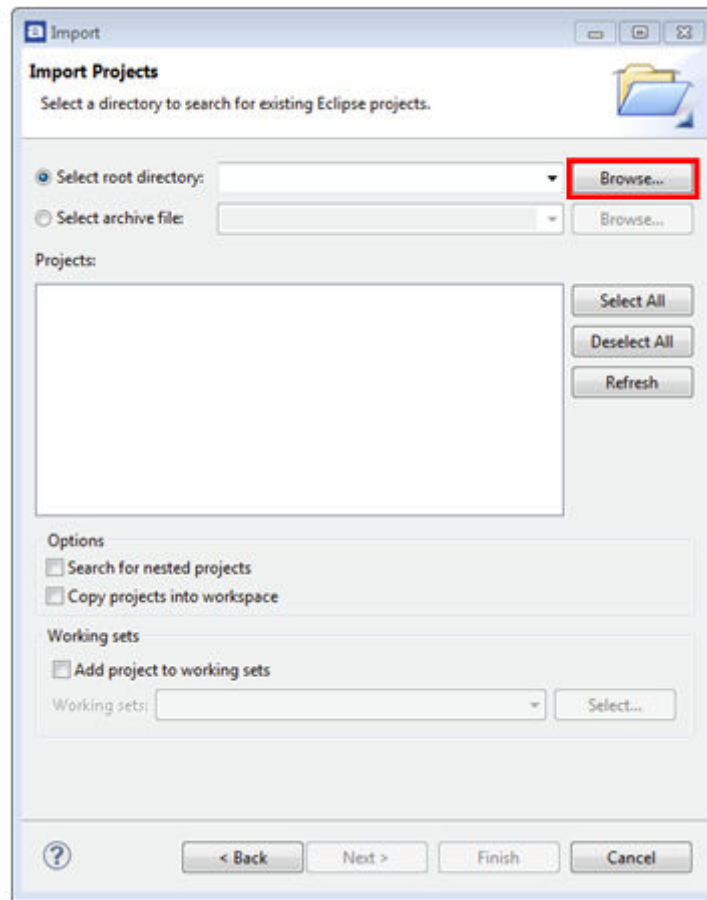 Import
Import Projects
Select a directory to search for existing Eclipse projects.
Select root directory: Browse...
Select archive file: Browse...
Projects:
Select All
Deselect All
Refresh
Options
Search for nested projects
Copy projects into workspace
Working sets
Add project to working sets
Working sets: Select...
? < Back Next > Finish Cancel